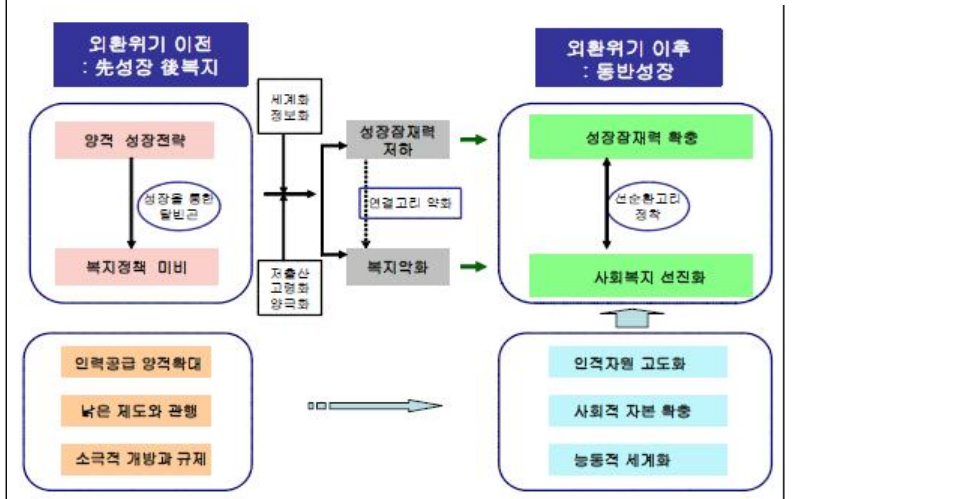 외환위기 이전
: 先성장 後복지
외환위기 이후
: 동반성장
세계화
정보화
양적 성장전략
성장잠재력
저하
성장잠재력 확충
성장을 통한
탈빈곤
연결고리 약화
선순환고리
정착
복지정책 미비
저출산
고령화
양극화
복지악화
사회복지 선진화
인력공급 양적확대
낡은 제도와 관행
소극적 개방과 규제
인적자원 고도화
사회적 자본 확충
능동적 세계화